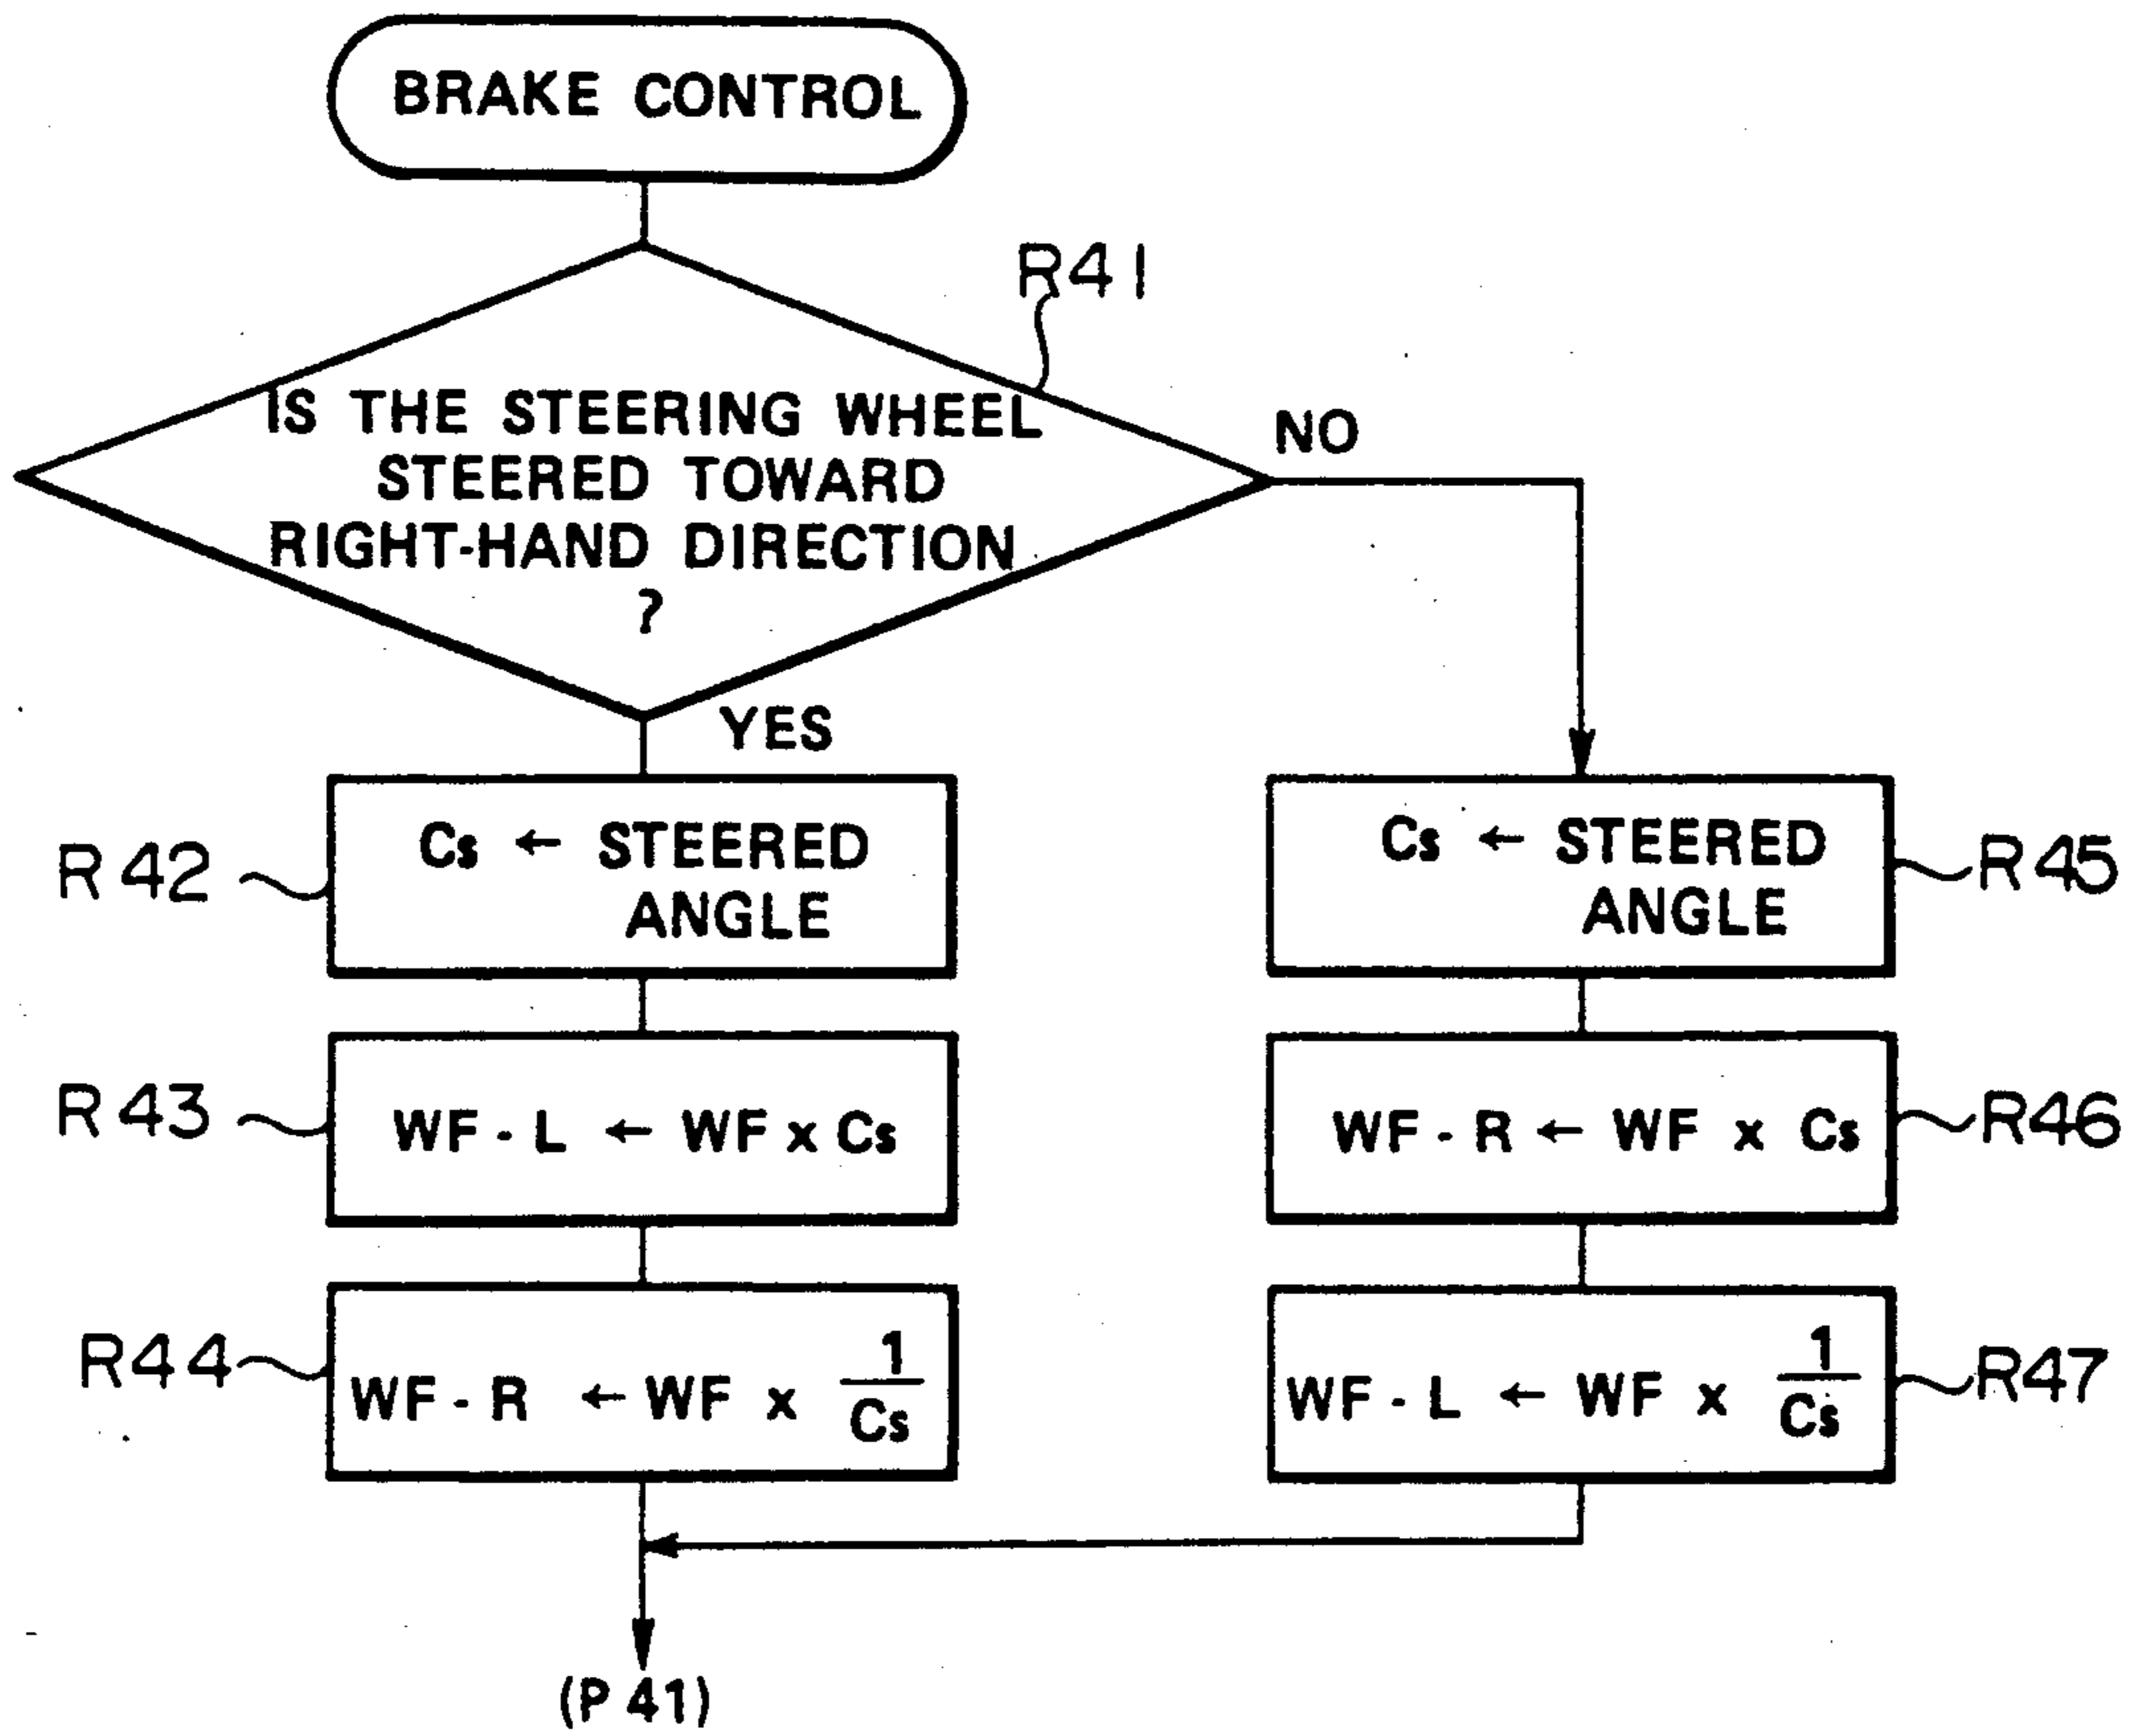 BRAKE CONTROL
R41
IS THE STEERING WHEEL
STEERED TOWARD
RIGHT-HAND DIRECTION
?
NO
YES
R42
Cs ← STEERED
ANGLE
R43
WF - L ← WF x Cs
R44
WF - R ← WF x 1/Cs
Cs ← STEERED
ANGLE
R45
WF - R ← WF x Cs
R46
WF - L ← WF x 1/Cs
R47
(P41)